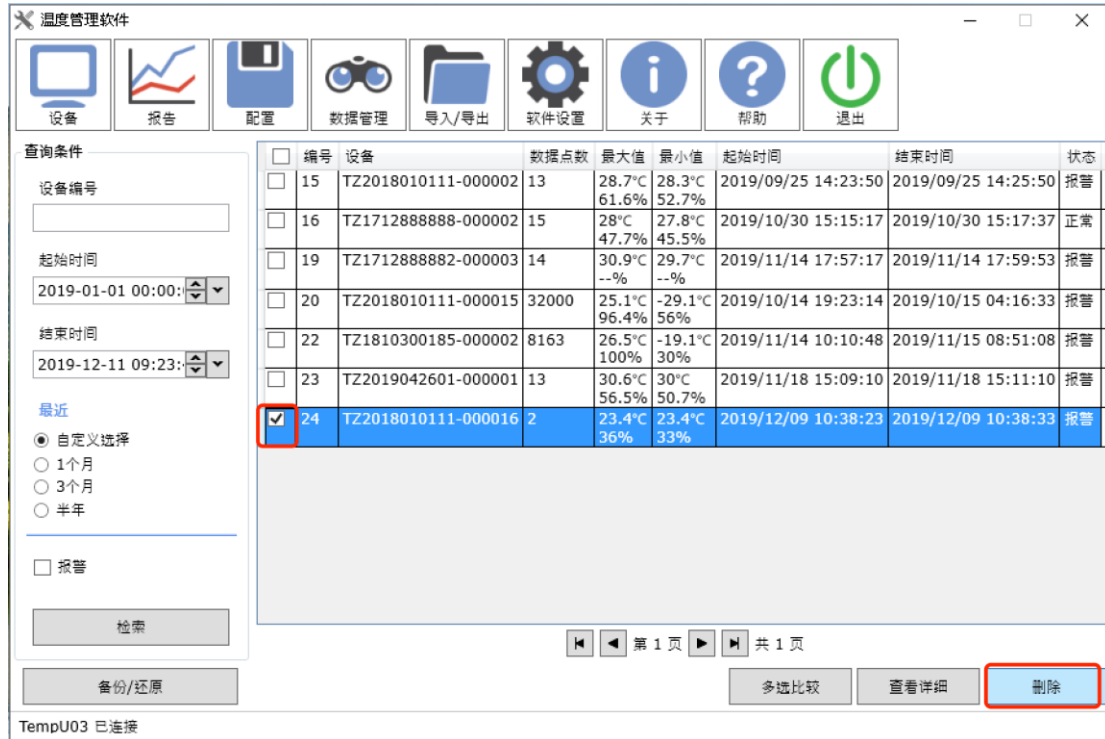 温度管理软件
设备 报告 配置 数据管理 导入/导出 软件设置 关于 帮助 退出
查询条件
设备编号
起始时间
2019-01-01 00:00:
结束时间
2019-12-11 09:23:
最近
自定义选择
1个月
3个月
半年
报警
检索
备份/还原
编号 设备 数据点数 最大值 最小值 起始时间 结束时间 状态
15 TZ2018010111-000002 13 28.7℃ 28.3℃ 2019/09/25 14:23:50 2019/09/25 14:25:50 报警
61.6% 52.7%
16 TZ1712888888-000002 15 28℃ 27.8℃ 2019/10/30 15:15:17 2019/10/30 15:17:37 正常
47.7% 45.5%
19 TZ1712888882-000003 14 30.9℃ 29.7℃ 2019/11/14 17:57:17 2019/11/14 17:59:53 报警
--% --%
20 TZ2018010111-000015 32000 25.1℃ -29.1℃ 2019/10/14 19:23:14 2019/10/15 04:16:33 报警
96.4% 56%
22 TZ1810300185-000002 8163 26.5℃ -19.1℃ 2019/11/14 10:10:48 2019/11/15 08:51:08 报警
100% 30%
23 TZ2019042601-000001 13 30.6℃ 30℃ 2019/11/18 15:09:10 2019/11/18 15:11:10 报警
56.5% 50.7%
24 TZ2018010111-000016 2 23.4℃ 23.4℃ 2019/12/09 10:38:23 2019/12/09 10:38:33 报警
36% 33%
第 1 页 共 1 页
多选比较 查看详细 删除
TempU03 已连接